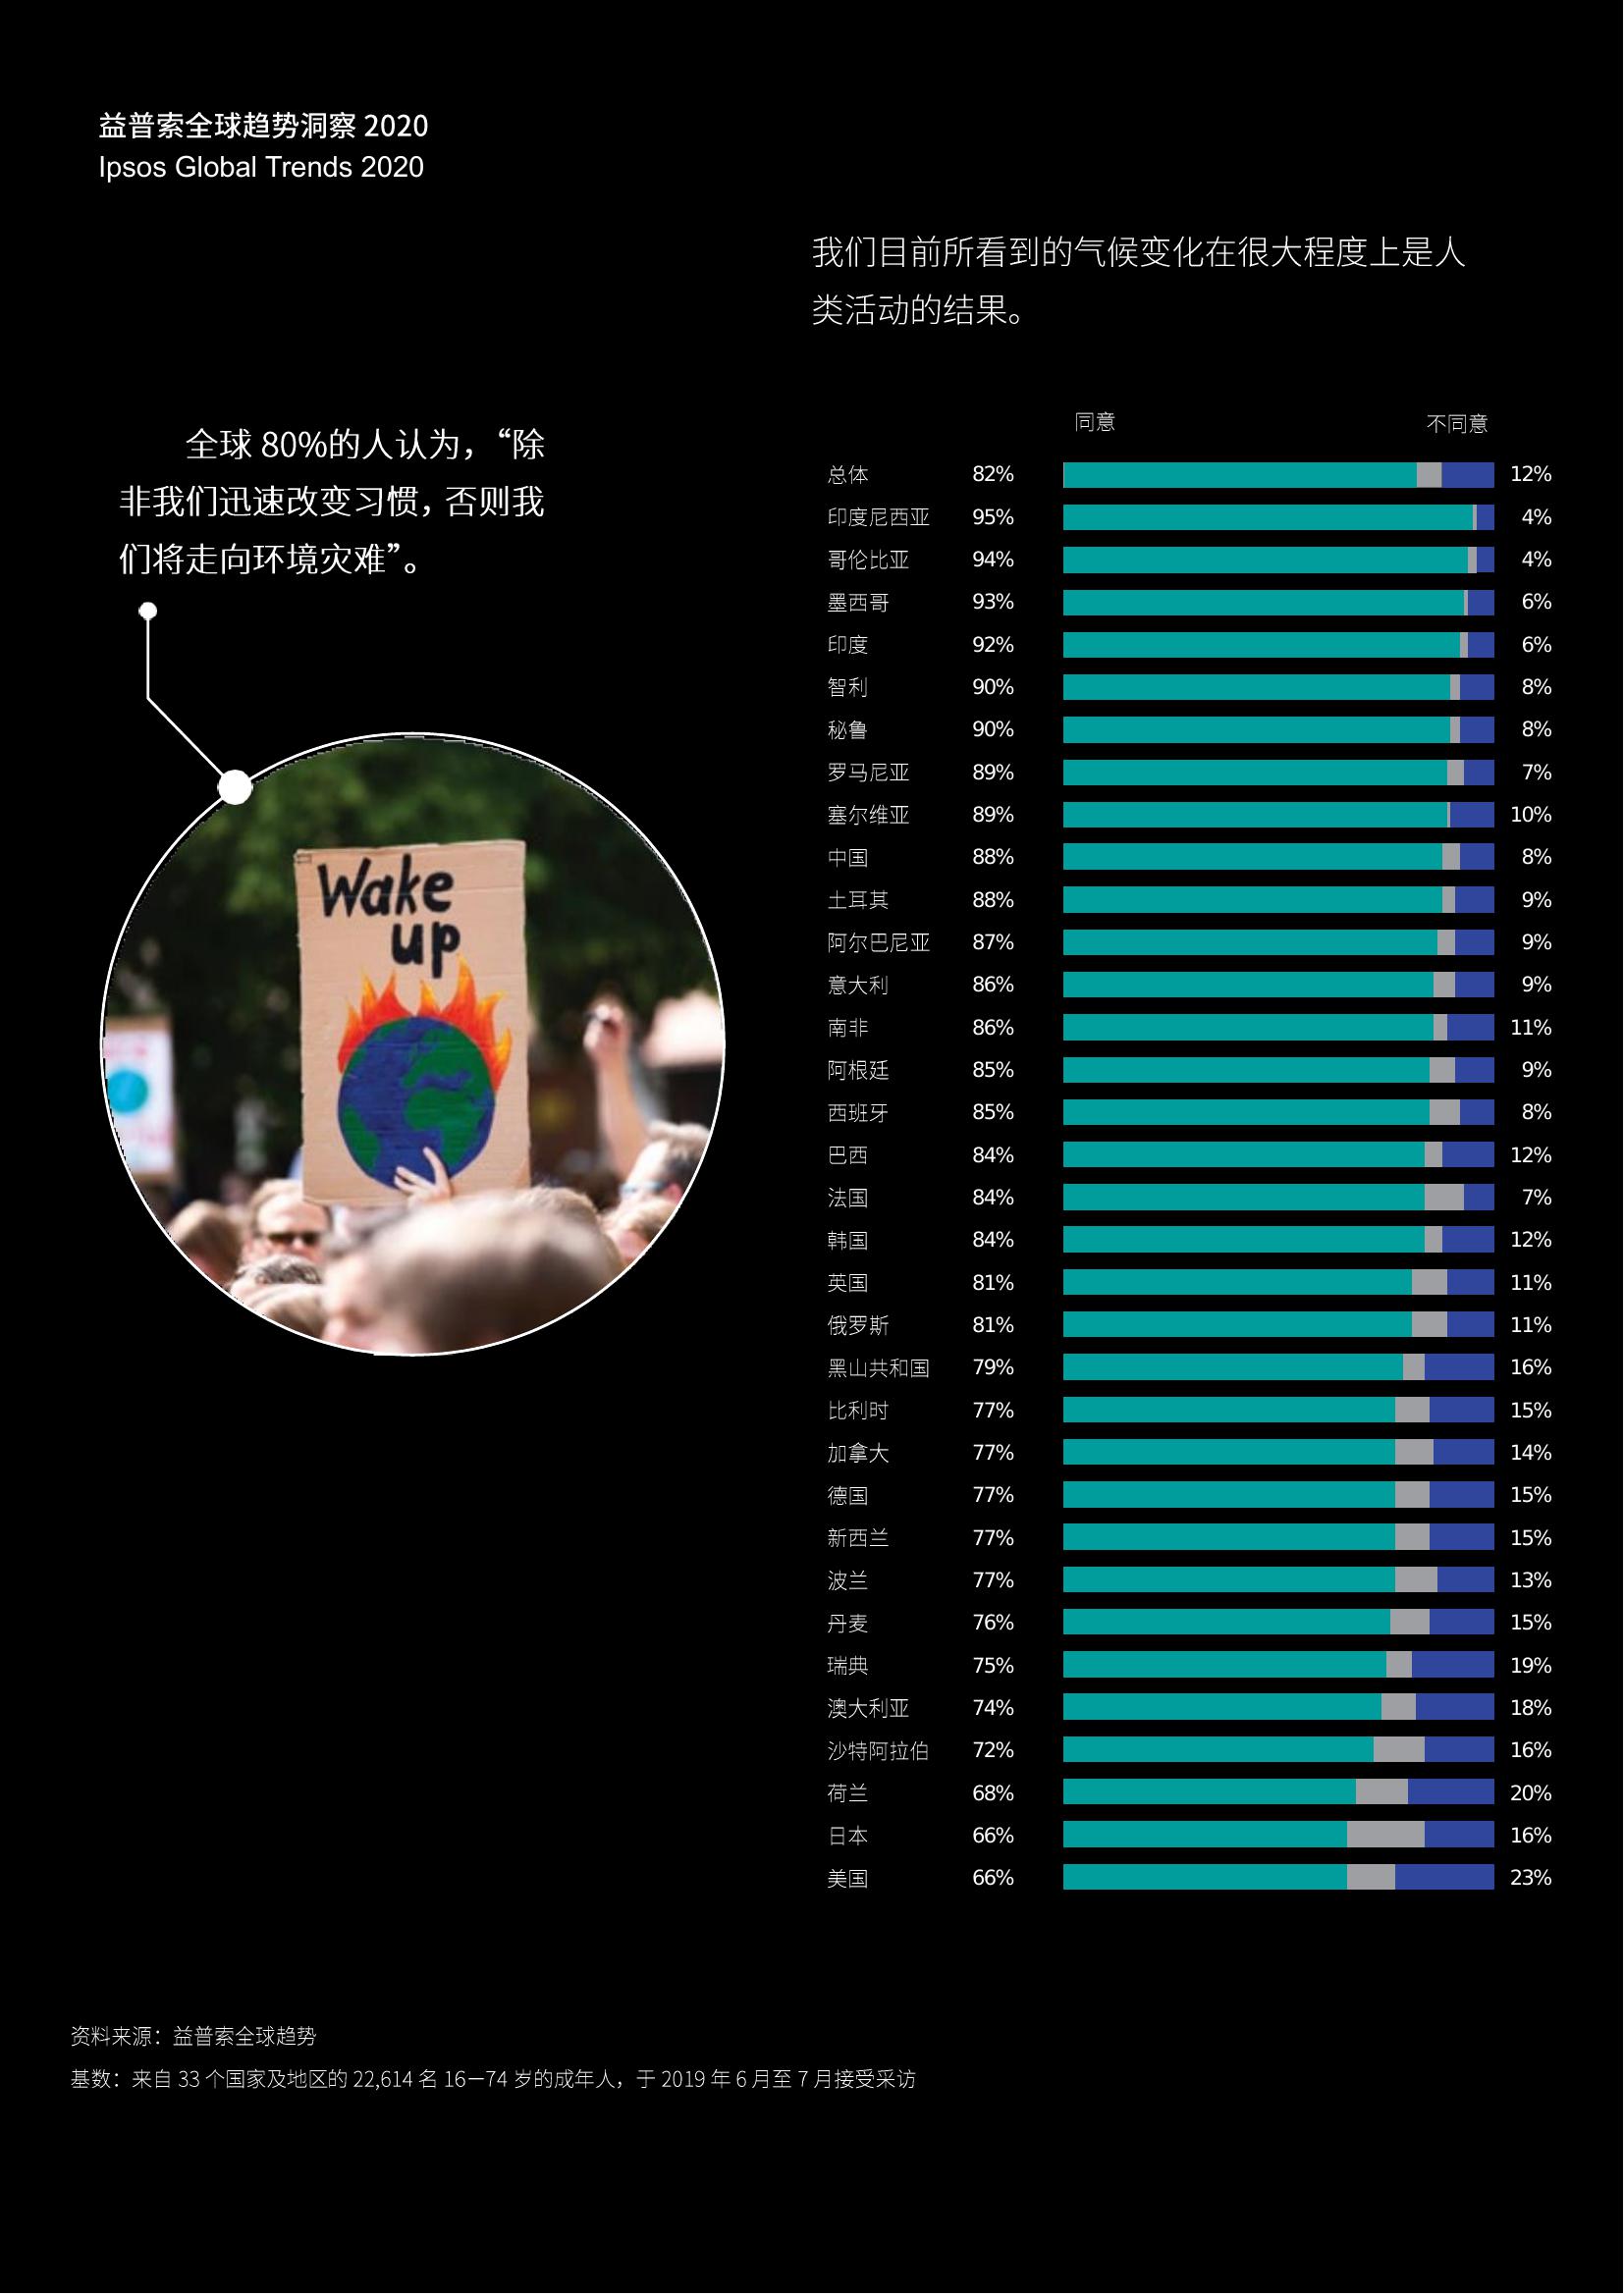 益普索全球趋势洞察 2020
Ipsos Global Trends 2020
我们目前所看到的气候变化在很大程度上是人
类活动的结果。
全球 80%的人认为，“除
非我们迅速改变习惯，否则我
们将走向环境灾难”。
Wake
up
同意 不同意
总体 82% 12%
印度尼西亚 95% 4%
哥伦比亚 94% 4%
墨西哥 93% 6%
印度 92% 6%
智利 90% 8%
秘鲁 90% 8%
罗马尼亚 89% 7%
塞尔维亚 89% 10%
中国 88% 8%
土耳其 88% 9%
阿尔巴尼亚 87% 9%
意大利 86% 9%
南非 86% 11%
阿根廷 85% 9%
西班牙 85% 8%
巴西 84% 12%
法国 84% 7%
韩国 84% 12%
英国 81% 11%
俄罗斯 81% 11%
黑山共和国 79% 16%
比利时 77% 15%
加拿大 77% 14%
德国 77% 15%
新西兰 77% 15%
波兰 77% 13%
丹麦 76% 15%
瑞典 75% 19%
澳大利亚 74% 18%
沙特阿拉伯 72% 16%
荷兰 68% 20%
日本 66% 16%
美国 66% 23%
资料来源：益普索全球趋势
基数：来自 33 个国家及地区的 22,614 名 16—74 岁的成年人，于 2019 年 6 月至 7 月接受采访